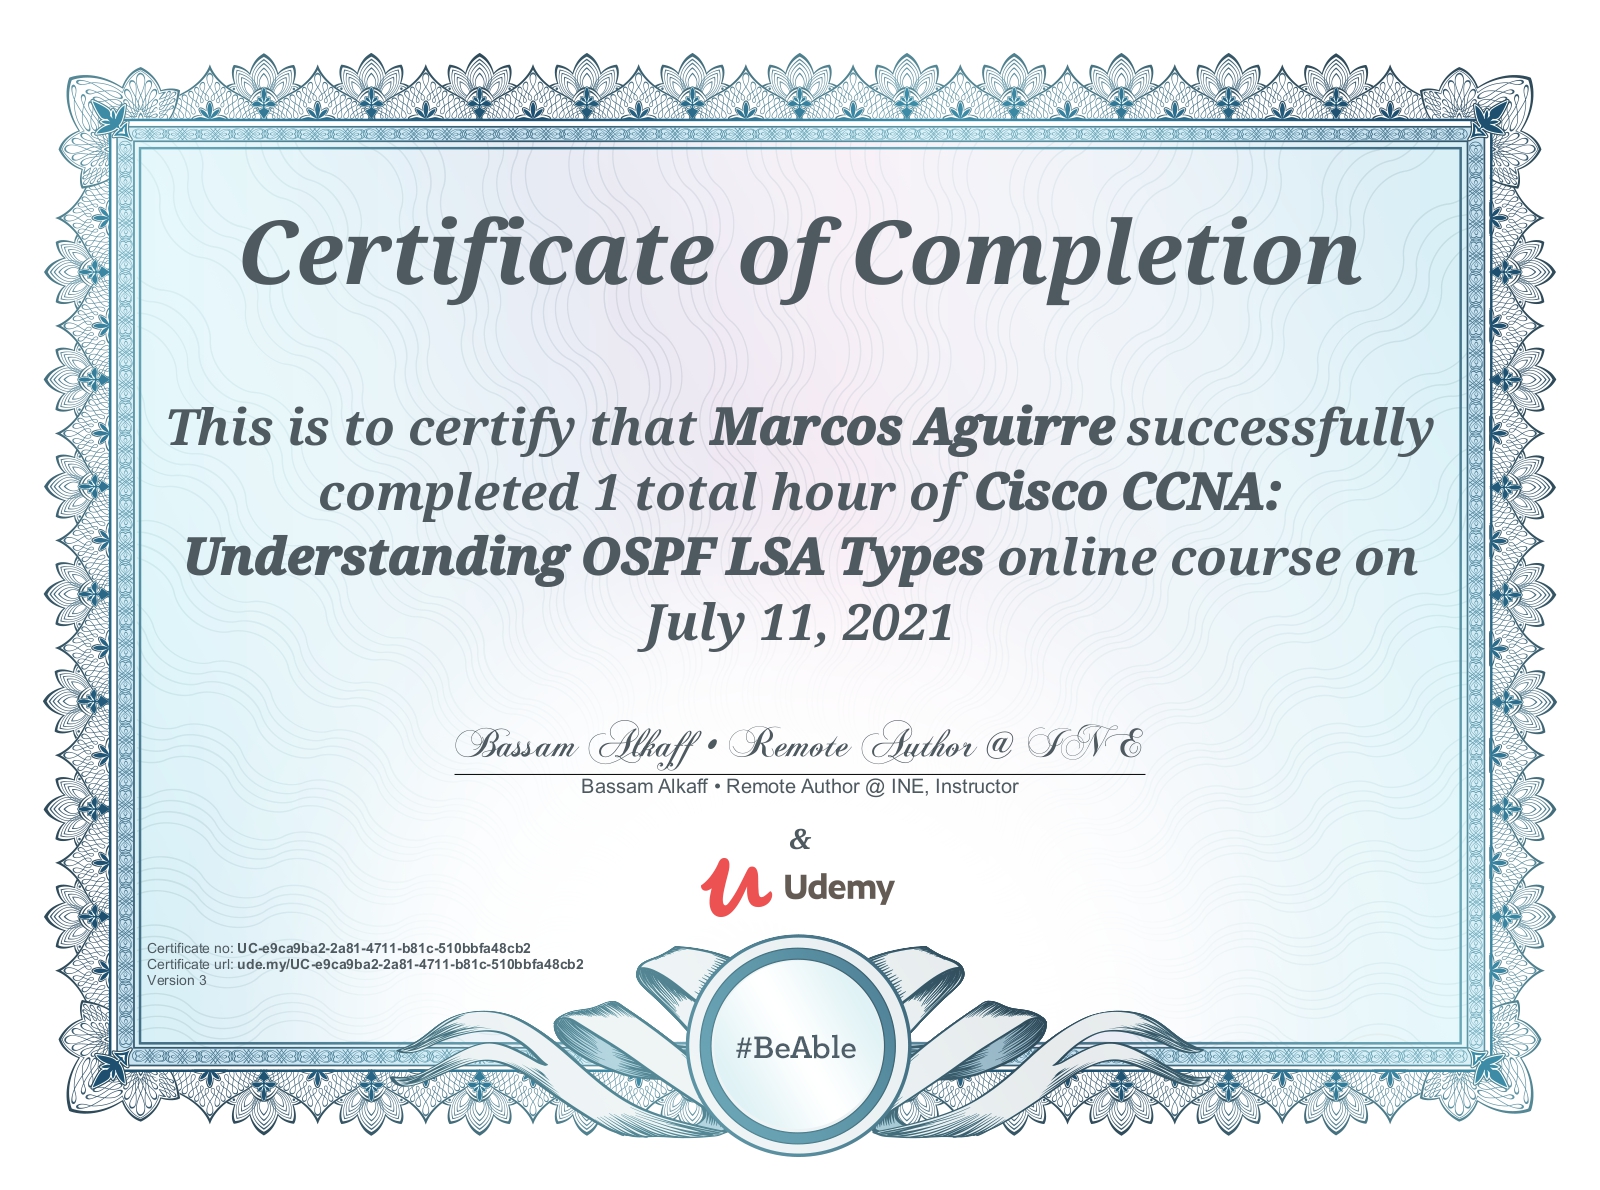 Certificate of Completion
This is to certify that Marcos Aguirre successfully
completed 1 total hour of Cisco CCNA:
Understanding OSPF LSA Types online course on
July 11, 2021
Bassam Alkaff • Remote Author @ INE
Bassam Alkaff • Remote Author @ INE, Instructor
&
Udemy
Certificate no: UC-e9ca9ba2-2a81-4711-b81c-510bbfa48cb2
Certificate url: ude.my/UC-e9ca9ba2-2a81-4711-b81c-510bbfa48cb2
Version 3
#BeAble